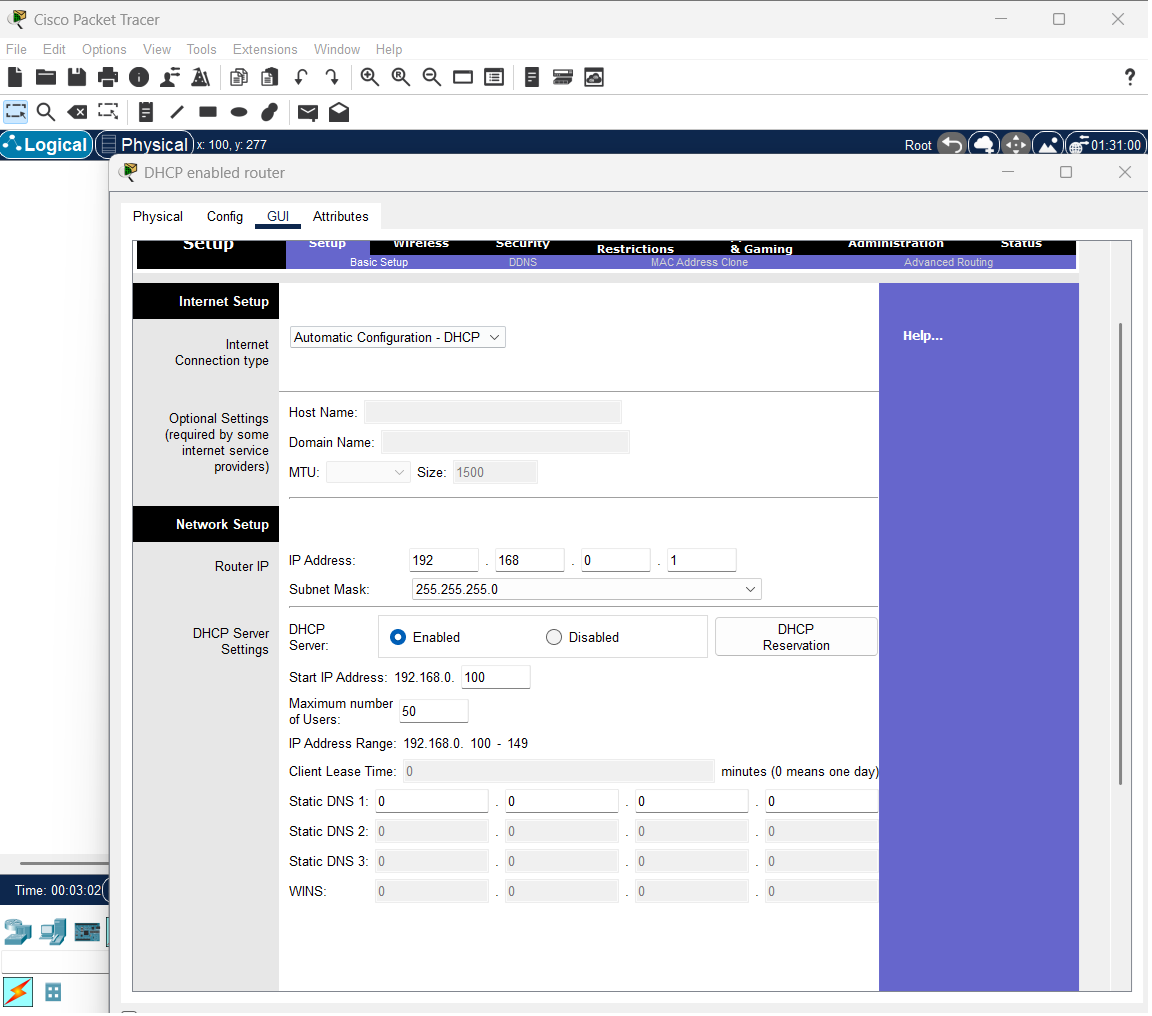 Cisco Packet Tracer
File Edit Options View Tools Extensions Window Help
Logical Physical x: 100, y: 277 Root 01:31:00
DHCP enabled router
Physical Config GUI Attributes
Setup Setup Wireless Security Restrictions & Gaming Administration Status
Basic Setup DDNS MAC Address Clone Advanced Routing
Internet Setup
Help...
Internet
Connection type
Automatic Configuration - DHCP
Optional Settings
(required by some
internet service
providers)
Host Name:
Domain Name:
MTU: Size: 1500
Network Setup
Router IP
IP Address: 192 . 168 . 0 . 1
Subnet Mask: 255.255.255.0
DHCP Server
Settings
DHCP
Server:
Enabled Disabled
DHCP
Reservation
Start IP Address: 192.168.0. 100
Maximum number
of Users:
50
IP Address Range: 192.168.0. 100 - 149
Client Lease Time: 0 minutes (0 means one day)
Static DNS 1: 0 . 0 . 0 . 0
Static DNS 2: 0 . 0 . 0 . 0
Static DNS 3: 0 . 0 . 0 . 0
WINS: 0 . 0 . 0 . 0
Time: 00:03:02